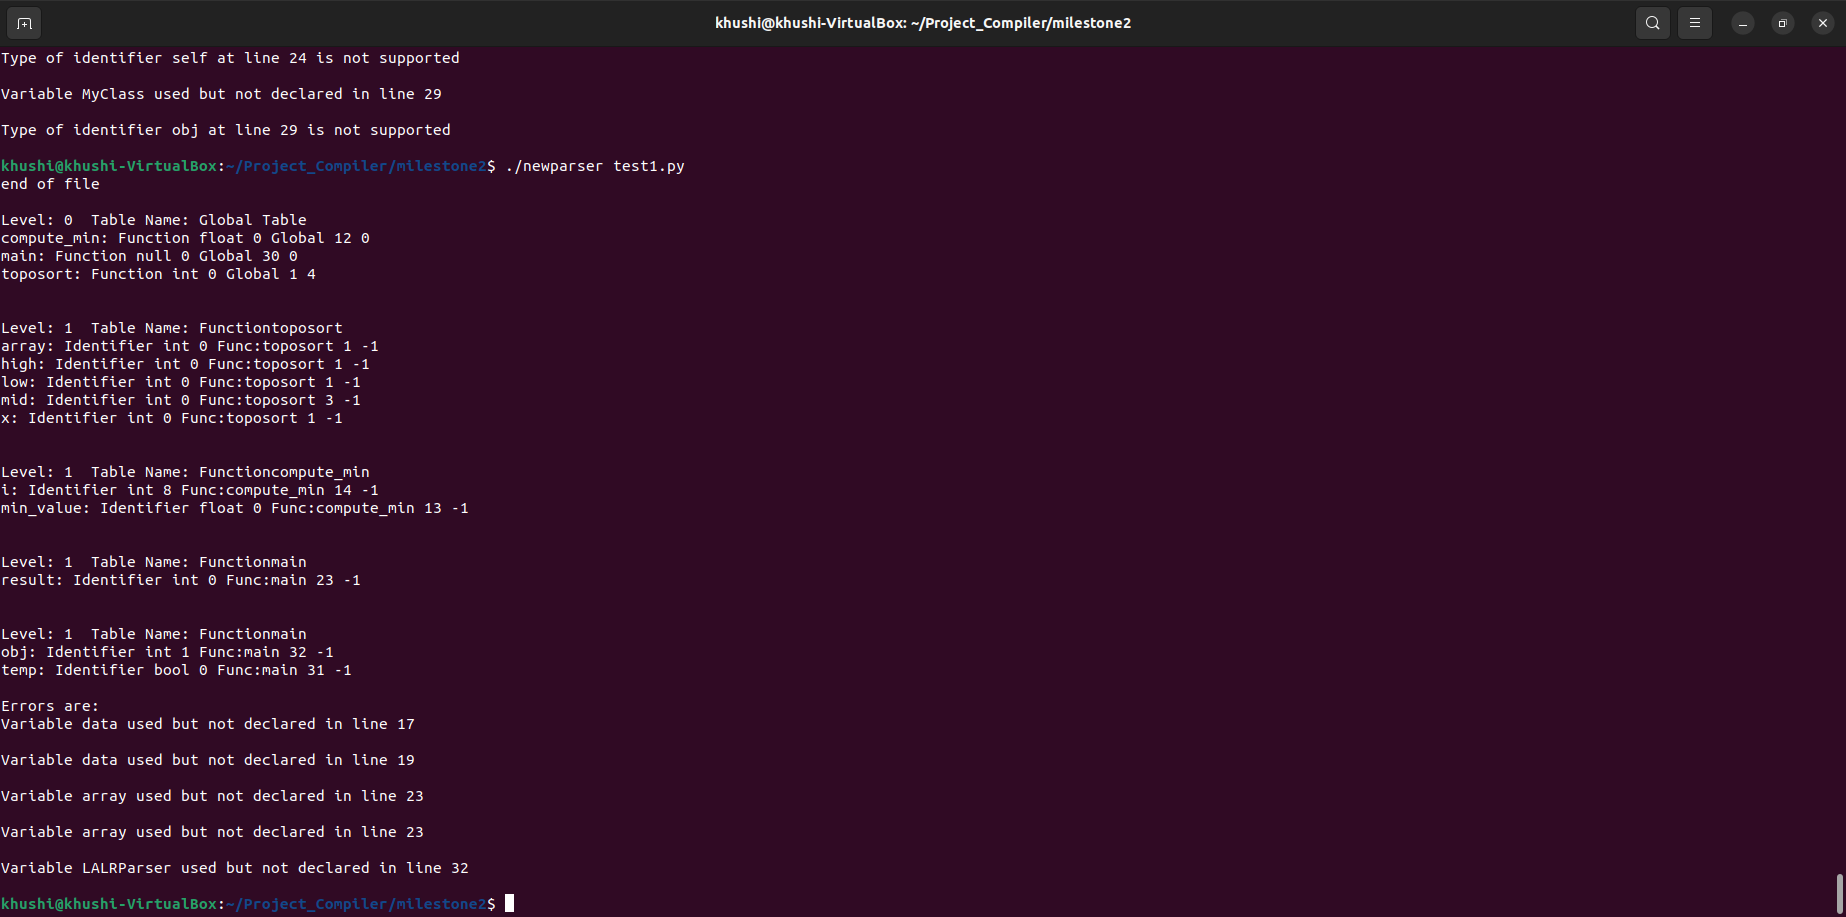 khushi@khushi-VirtualBox: ~/Project_Compiler/milestone2
Type of identifier self at line 24 is not supported
Variable MyClass used but not declared in line 29
Type of identifier obj at line 29 is not supported
khushi@khushi-VirtualBox:~/Project_Compiler/milestone2$ ./newparser test1.py
end of file
Level: 0  Table Name: Global Table
compute_min: Function float 0 Global 12 0
main: Function null 0 Global 30 0
toposort: Function int 0 Global 1 4
Level: 1  Table Name: Functiontoposort
array: Identifier int 0 Func:toposort 1 -1
high: Identifier int 0 Func:toposort 1 -1
low: Identifier int 0 Func:toposort 1 -1
mid: Identifier int 0 Func:toposort 3 -1
x: Identifier int 0 Func:toposort 1 -1
Level: 1  Table Name: Functioncompute_min
i: Identifier int 8 Func:compute_min 14 -1
min_value: Identifier float 0 Func:compute_min 13 -1
Level: 1  Table Name: Functionmain
result: Identifier int 0 Func:main 23 -1
Level: 1  Table Name: Functionmain
obj: Identifier int 1 Func:main 32 -1
temp: Identifier bool 0 Func:main 31 -1
Errors are:
Variable data used but not declared in line 17
Variable data used but not declared in line 19
Variable array used but not declared in line 23
Variable array used but not declared in line 23
Variable LALRParser used but not declared in line 32
khushi@khushi-VirtualBox:~/Project_Compiler/milestone2$